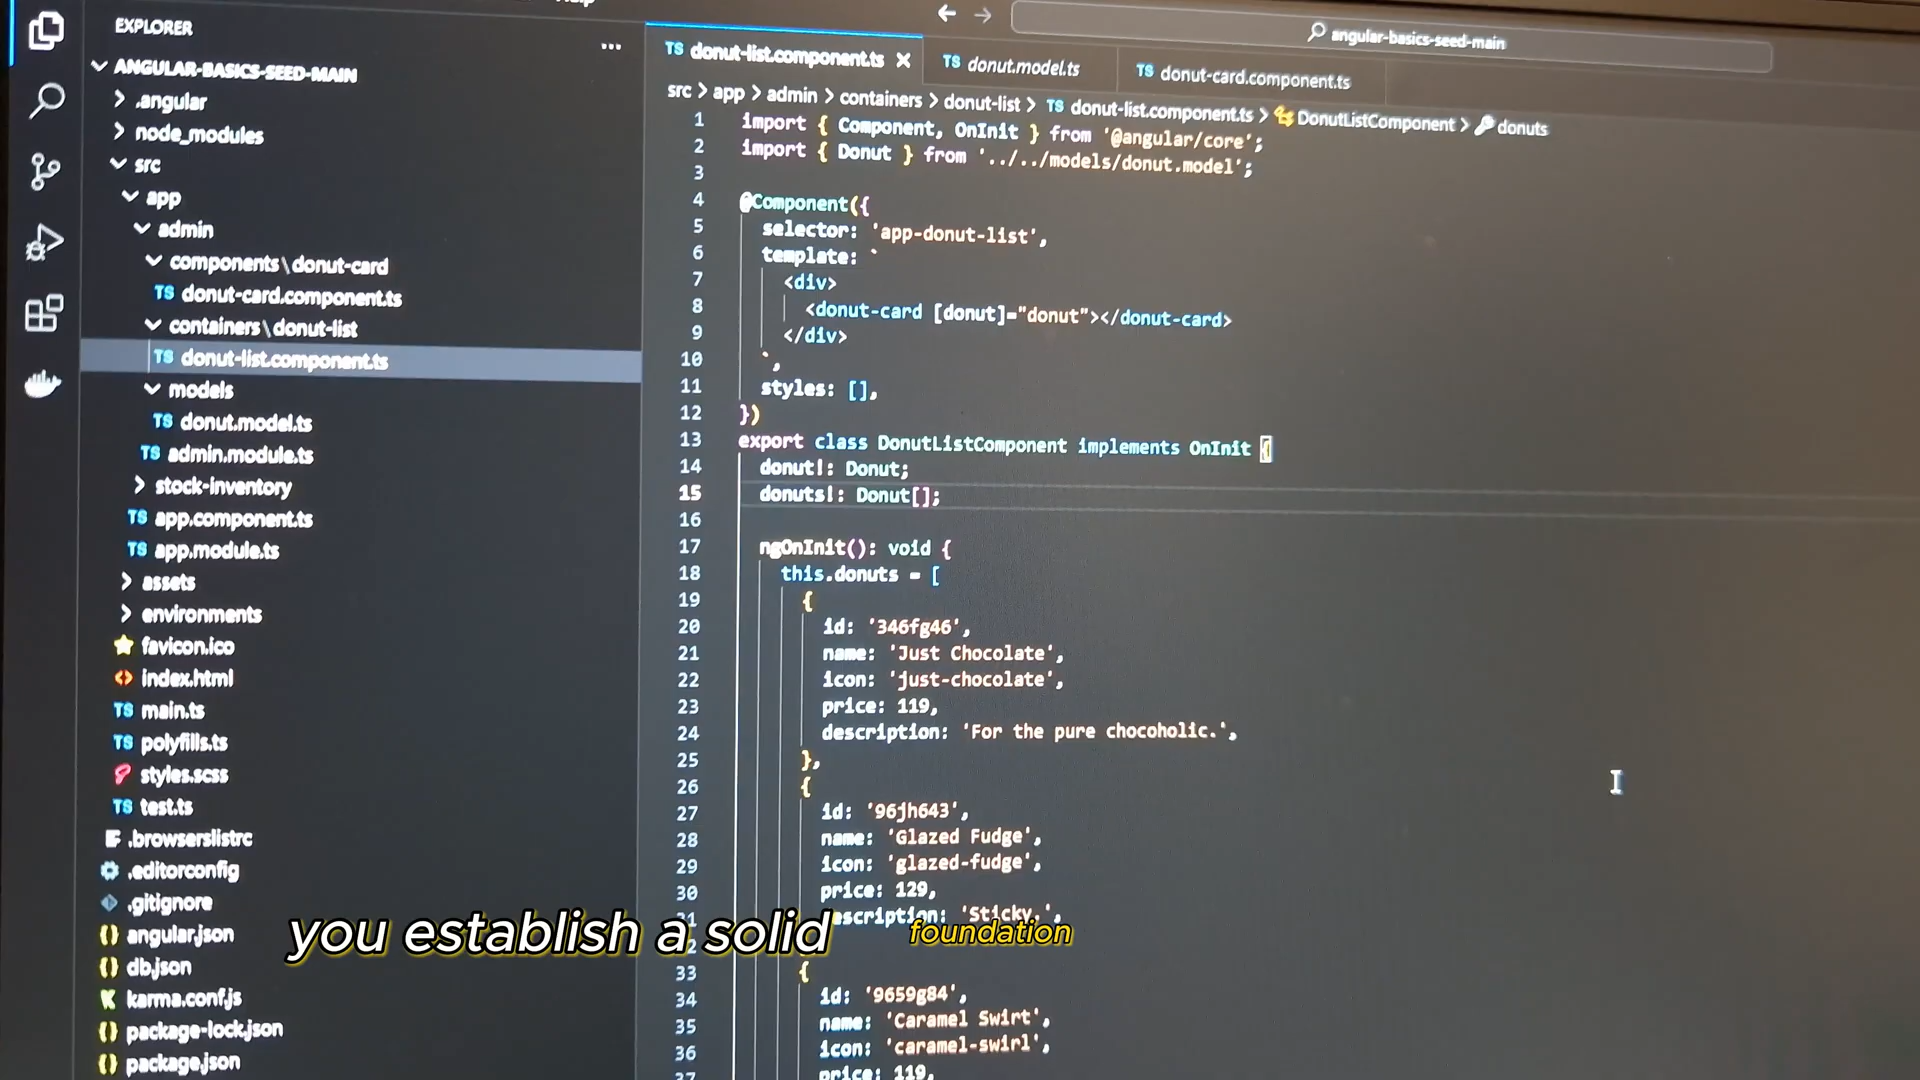 EXPLORER
ANGULAR-BASICS-SEED-MAIN
.angular
node_modules
src
app
admin
components\donut-card
TS donut-card.component.ts
containers\donut-list
TS donut-list.component.ts
models
TS donut.model.ts
TS admin.module.ts
stock-inventory
TS app.component.ts
TS app.module.ts
assets
environments
favicon.ico
index.html
TS main.ts
TS polyfills.ts
styles.scss
TS test.ts
.browserslistrc
.editorconfig
.gitignore
angular.json
db.json
karma.conf.js
package-lock.json
package.json
angular-basics-seed-main
TS donut-list.component.ts TS donut.model.ts TS donut-card.component.ts
src > app > admin > containers > donut-list > TS donut-list.component.ts > DonutListComponent > donuts
1 import { Component, OnInit } from '@angular/core';
2 import { Donut } from '../../models/donut.model';
3
4 @Component({
5 selector: 'app-donut-list',
6 template: `
7 <div>
8 <donut-card [donut]="donut"></donut-card>
9 </div>
10 `,
11 styles: [],
12 })
13 export class DonutListComponent implements OnInit {
14 donut!: Donut;
15 donuts!: Donut[];
16
17 ngOnInit(): void {
18 this.donuts = [
19 {
20 id: '346fg46',
21 name: 'Just Chocolate',
22 icon: 'just-chocolate',
23 price: 119,
24 description: 'For the pure chocoholic.',
25 },
26 {
27 id: '96jh643',
28 name: 'Glazed Fudge',
29 icon: 'glazed-fudge',
30 price: 129,
31 description: 'Sticky.',
33 {
34 id: '9659g84',
35 name: 'Caramel Swirt',
36 icon: 'caramel-swirl',
37 price: 119,
you establish a solid foundation